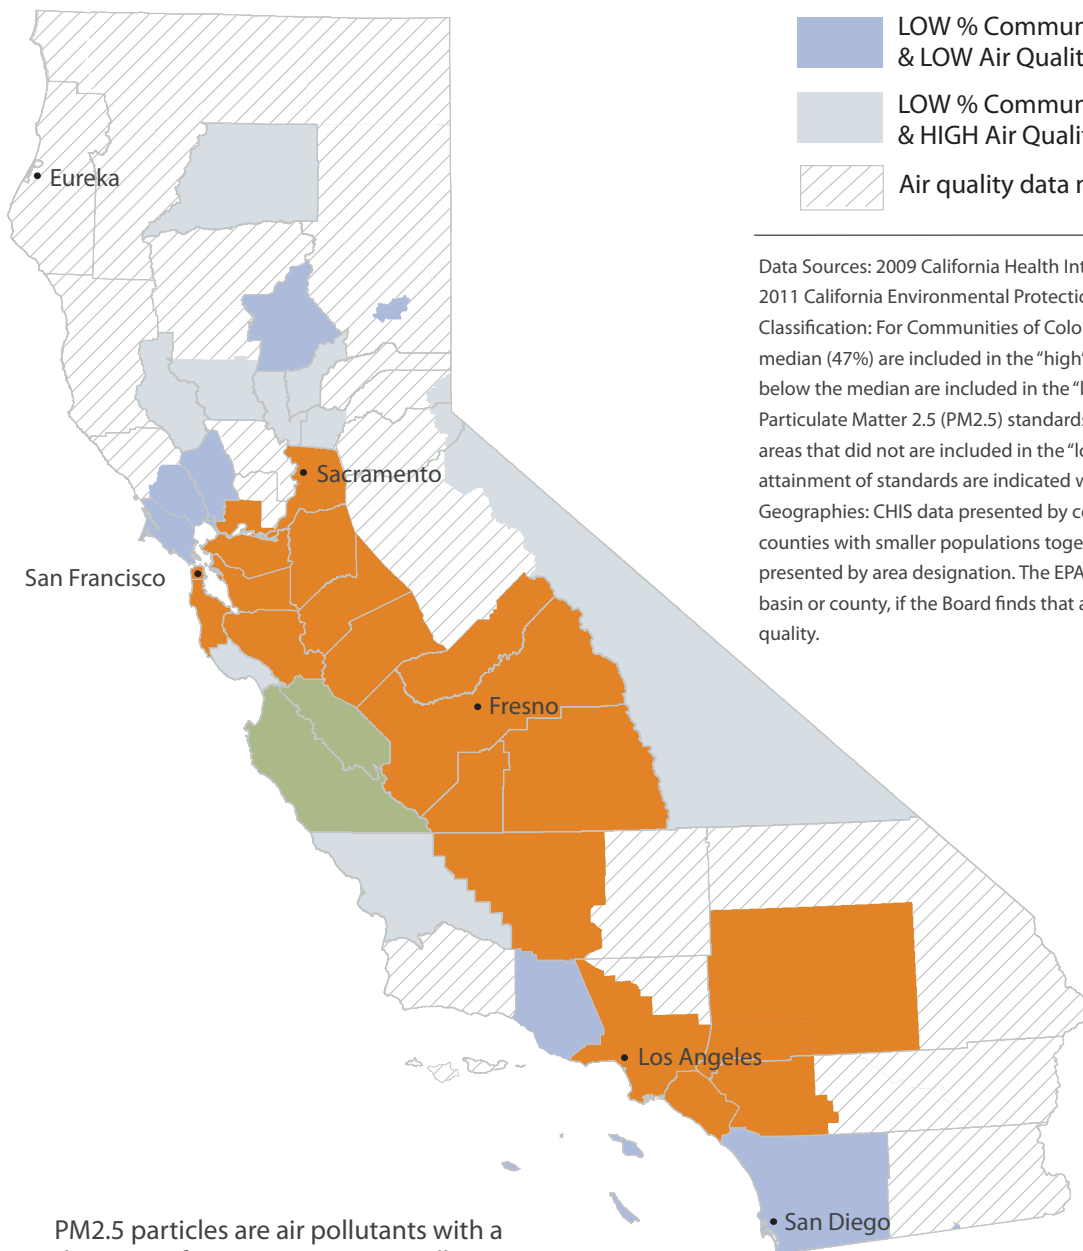 LOW % Commun
& LOW Air Qualit
LOW % Commun
& HIGH Air Qualit
Air quality data n
Data Sources: 2009 California Health Int
2011 California Environmental Protectio
Classification: For Communities of Colo
median (47%) are included in the “high”
below the median are included in the “l
Particulate Matter 2.5 (PM2.5) standards
areas that did not are included in the “lo
attainment of standards are indicated w
Geographies: CHIS data presented by co
counties with smaller populations toge
presented by area designation. The EPA
basin or county, if the Board finds that a
quality.
Eureka
Sacramento
San Francisco
Fresno
Los Angeles
San Diego
PM2.5 particles are air pollutants with a